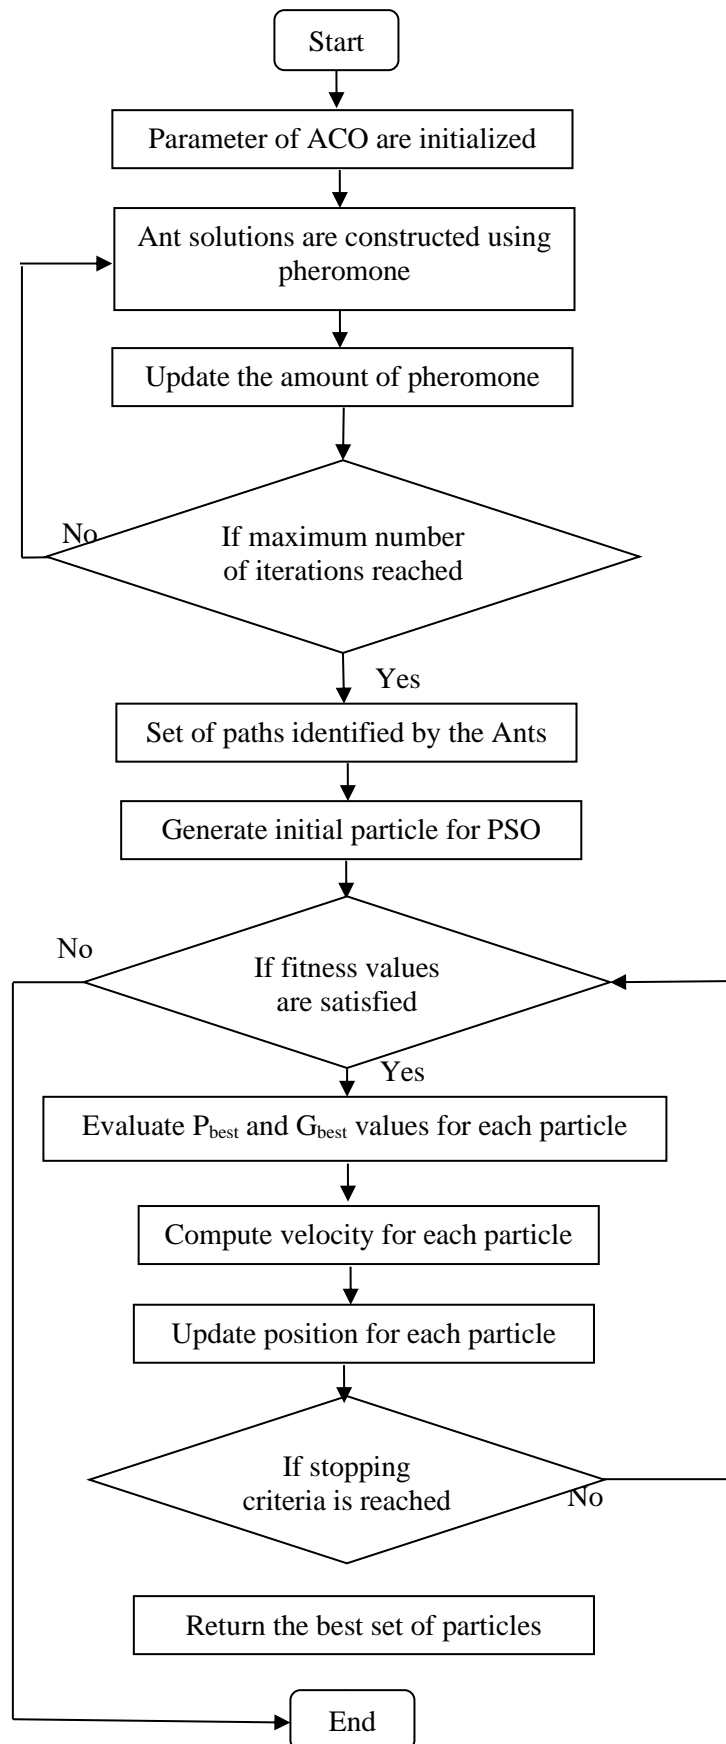 Start
Parameter of ACO are initialized
Ant solutions are constructed using
pheromone
Update the amount of pheromone
No
If maximum number
of iterations reached
Yes
Set of paths identified by the Ants
Generate initial particle for PSO
No
If fitness values
are satisfied
Yes
Evaluate Pbest and Gbest values for each particle
Compute velocity for each particle
Update position for each particle
If stopping
criteria is reached
No
Return the best set of particles
End